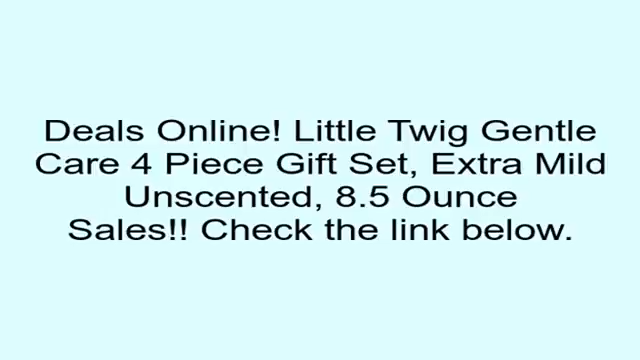 Deals Online! Little Twig Gentle
Care 4 Piece Gift Set, Extra Mild
Unscented, 8.5 Ounce
Sales!! Check the link below.